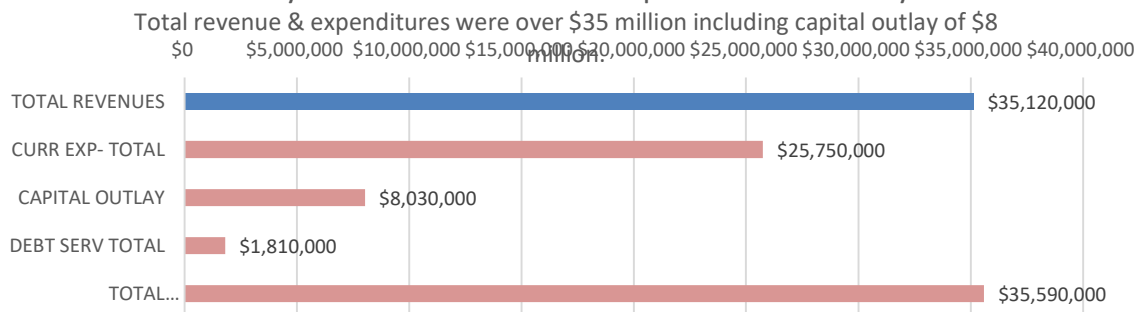 Total revenue & expenditures were over $35 million including capital outlay of $8
million.
$0 $5,000,000 $10,000,000 $15,000,000 $20,000,000 $25,000,000 $30,000,000 $35,000,000 $40,000,000
TOTAL REVENUES $35,120,000
CURR EXP- TOTAL $25,750,000
CAPITAL OUTLAY $8,030,000
DEBT SERV TOTAL $1,810,000
TOTAL... $35,590,000